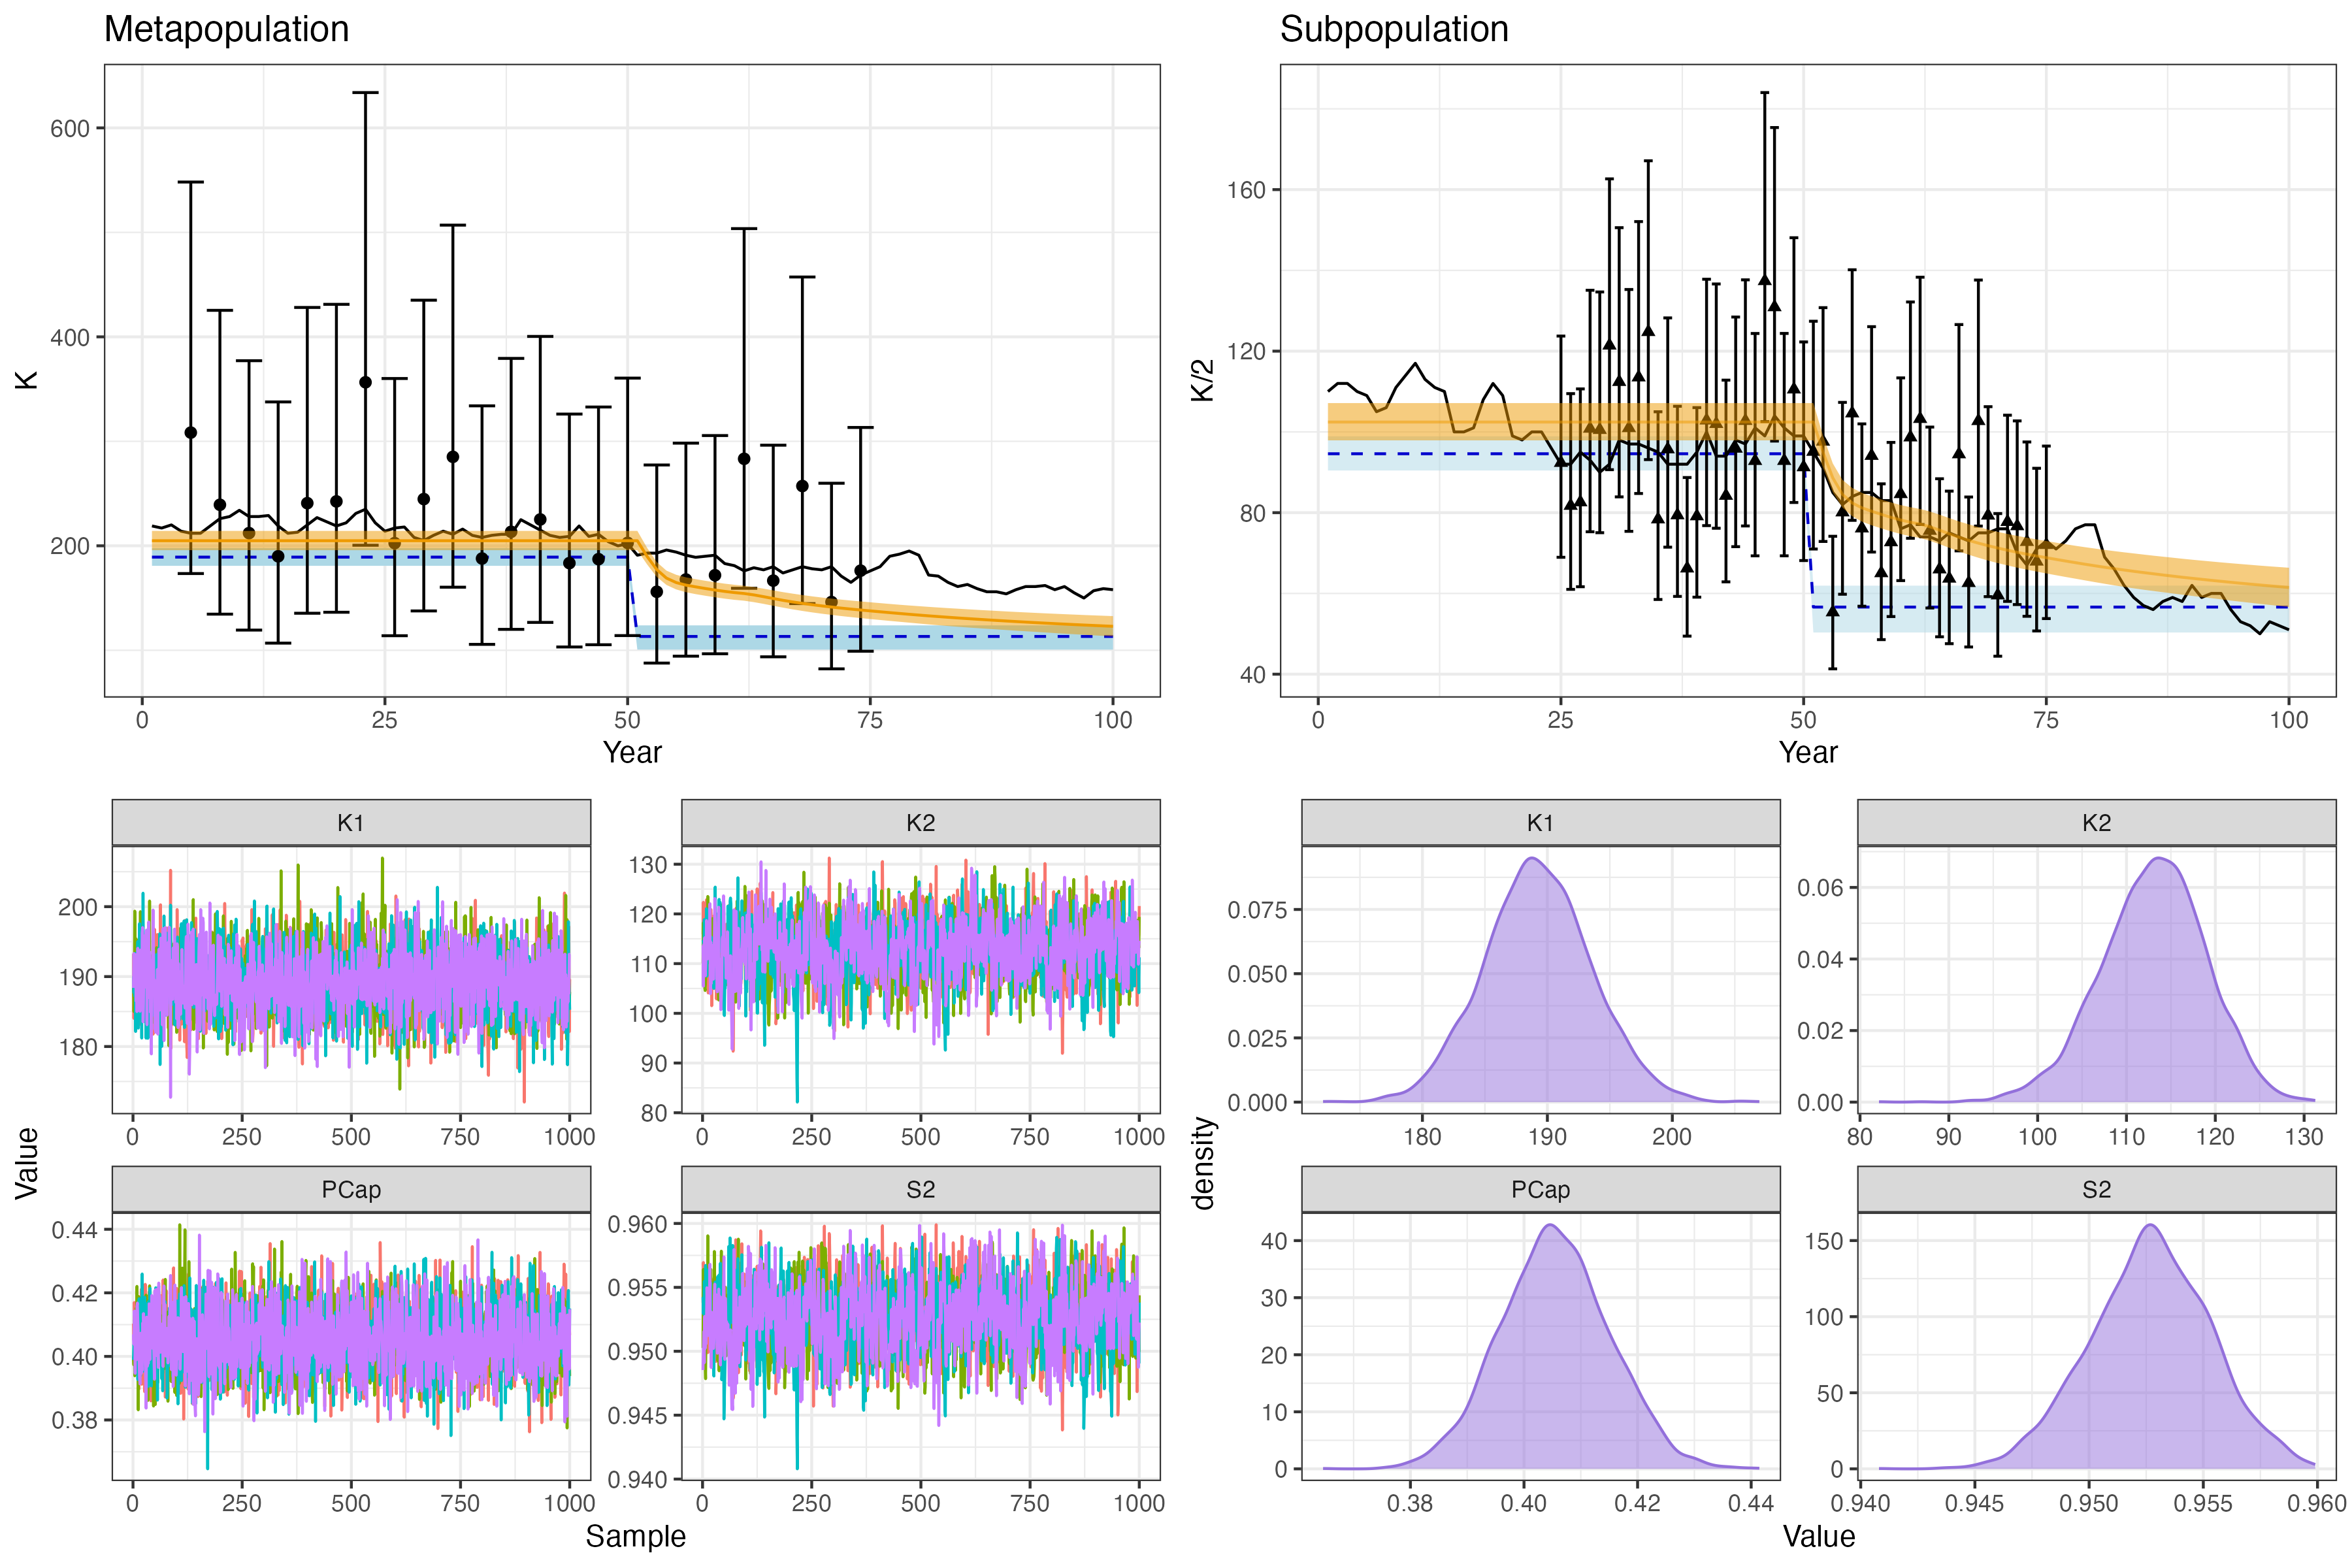 Metapopulation
Subpopulation
600
400
200
K
0 25 50 75 100
Year
160
120
80
40
K/2
0 25 50 75 100
Year
K1
K2
200
190
180
130
120
110
100
90
80
0 250 500 750 1000
0 250 500 750 1000
PCap
S2
0.44
0.42
0.40
0.38
0.960
0.955
0.950
0.945
0.940
0 250 500 750 1000
0 250 500 750 1000
Value
Sample
K1
K2
0.075
0.050
0.025
0.000
0.06
0.04
0.02
0.00
180 190 200
80 90 100 110 120 130
PCap
S2
40
30
20
10
0
150
100
50
0
0.38 0.40 0.42 0.44
0.940 0.945 0.950 0.955 0.960
density
Value